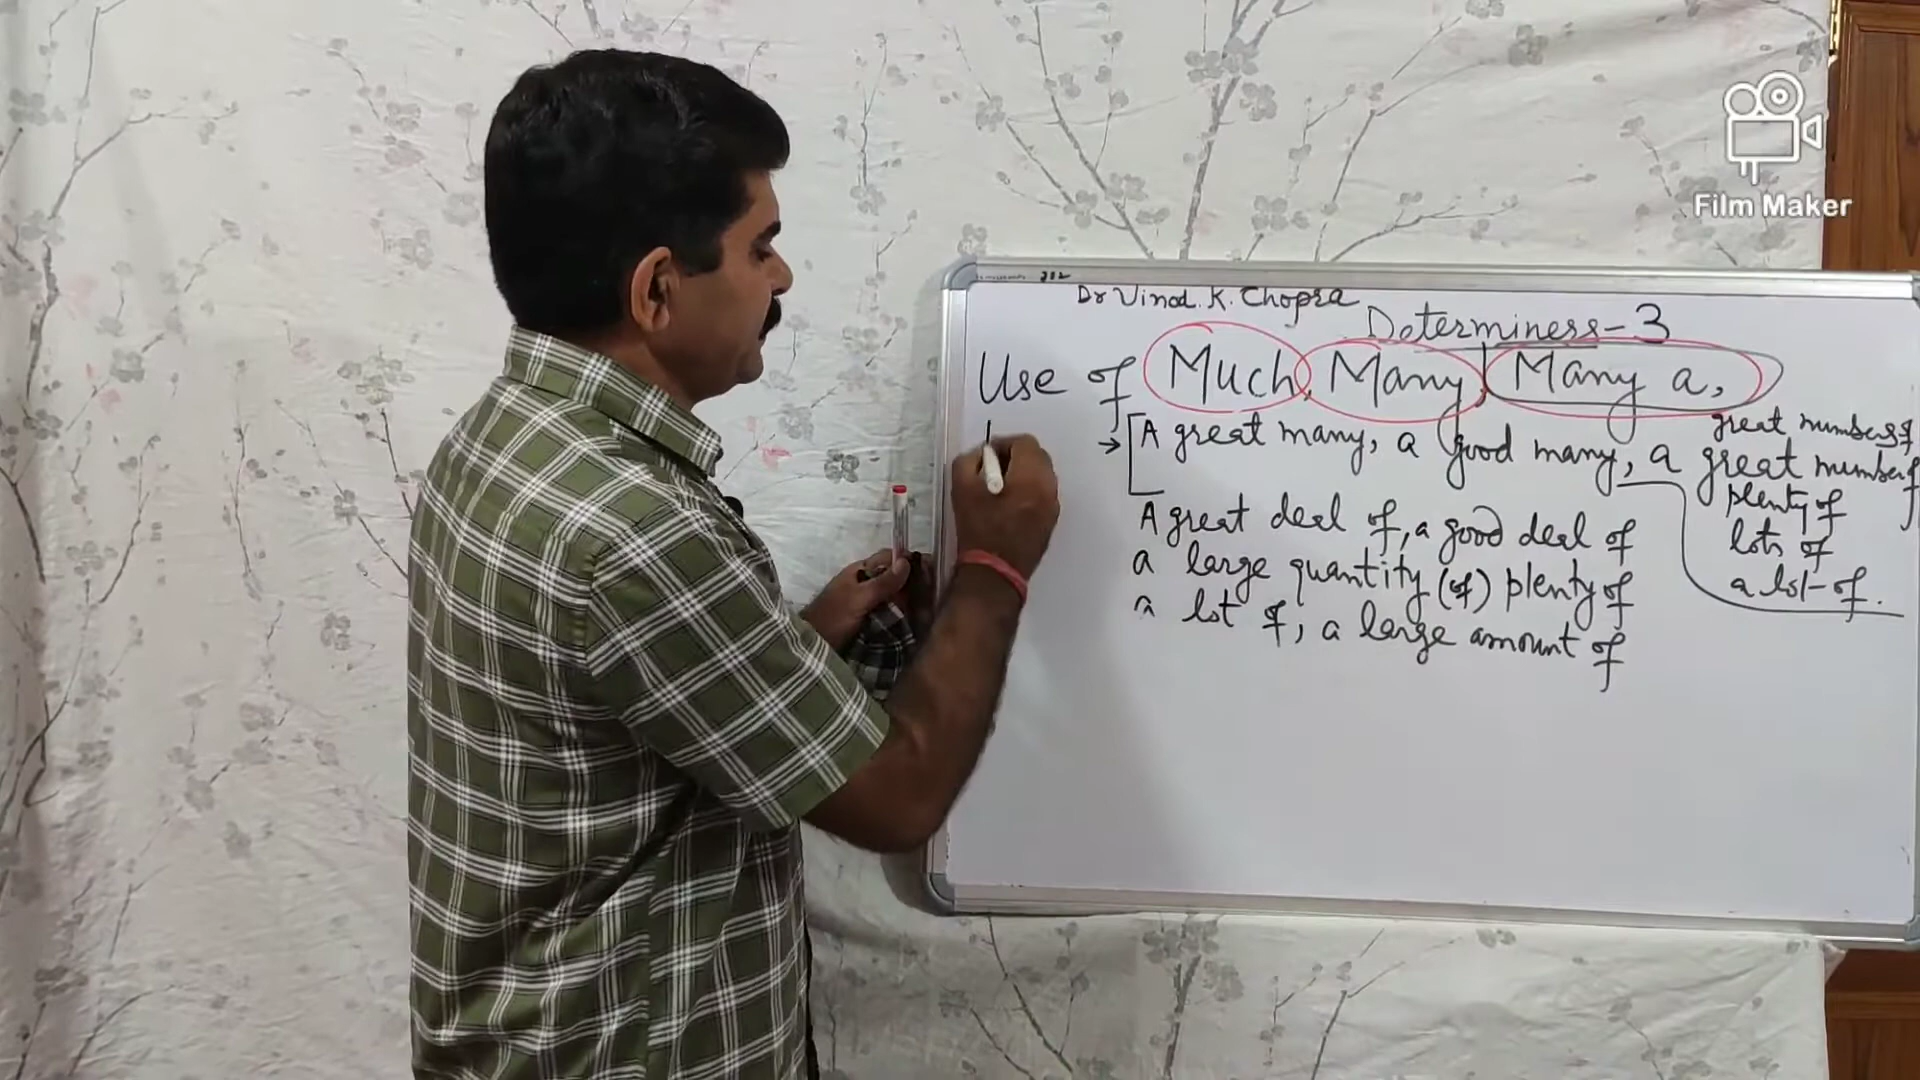 Film Maker
Dr Vinod. K. Chopra
Determiness-3
Use of Much, Many, Many a,
great numbers of
→ [A great many, a good many, a great number of
plenty of
lots of
a lot of.
A great deal of, a good deal of
a large quantity (of) plenty of
a lot of, a large amount of